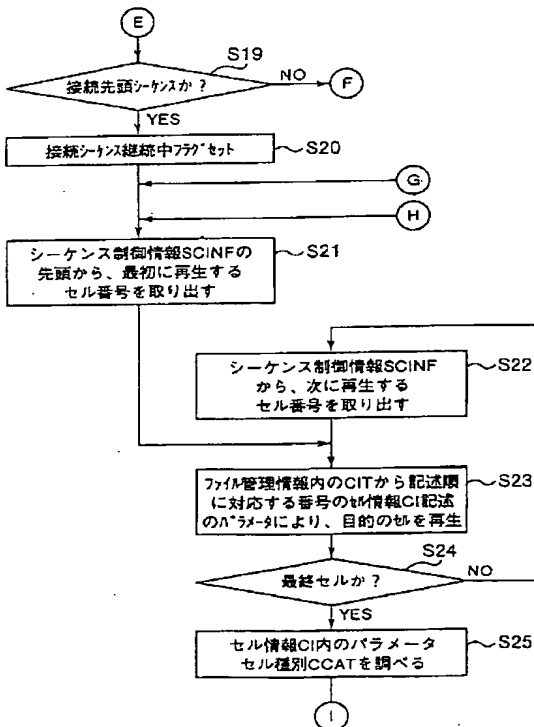 E
S19
接続先頭シーケンスか?
NO
F
YES
接続シーケンス継続中フラグセット
S20
G
H
シーケンス制御情報SCINFの
先頭から、最初に再生する
セル番号を取り出す
S21
シーケンス制御情報SCINF
から、次に再生する
セル番号を取り出す
S22
ファイル管理情報内のCITから記述順
に対応する番号のセル情報CI記述
のパラメータにより、目的のセルを再生
S23
S24
最終セルか?
NO
YES
セル情報CI内のパラメータ
セル種別CCATを調べる
S25
I